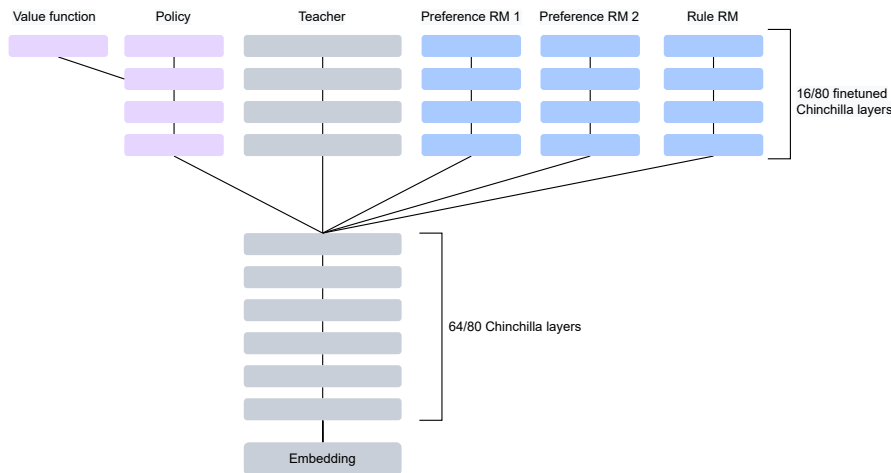 Value function
Policy
Teacher
Preference RM 1
Preference RM 2
Rule RM
16/80 finetuned
Chinchilla layers
64/80 Chinchilla layers
Embedding